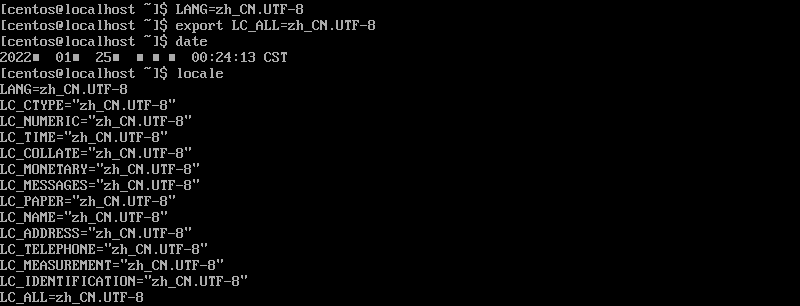 [centos@localhost ~]$ LANG=zh_CN.UTF-8
[centos@localhost ~]$ export LC_ALL=zh_CN.UTF-8
[centos@localhost ~]$ date
2022■ 01■ 25■ ■ ■ ■ 00:24:13 CST
[centos@localhost ~]$ locale
LANG=zh_CN.UTF-8
LC_CTYPE="zh_CN.UTF-8"
LC_NUMERIC="zh_CN.UTF-8"
LC_TIME="zh_CN.UTF-8"
LC_COLLATE="zh_CN.UTF-8"
LC_MONETARY="zh_CN.UTF-8"
LC_MESSAGES="zh_CN.UTF-8"
LC_PAPER="zh_CN.UTF-8"
LC_NAME="zh_CN.UTF-8"
LC_ADDRESS="zh_CN.UTF-8"
LC_TELEPHONE="zh_CN.UTF-8"
LC_MEASUREMENT="zh_CN.UTF-8"
LC_IDENTIFICATION="zh_CN.UTF-8"
LC_ALL=zh_CN.UTF-8